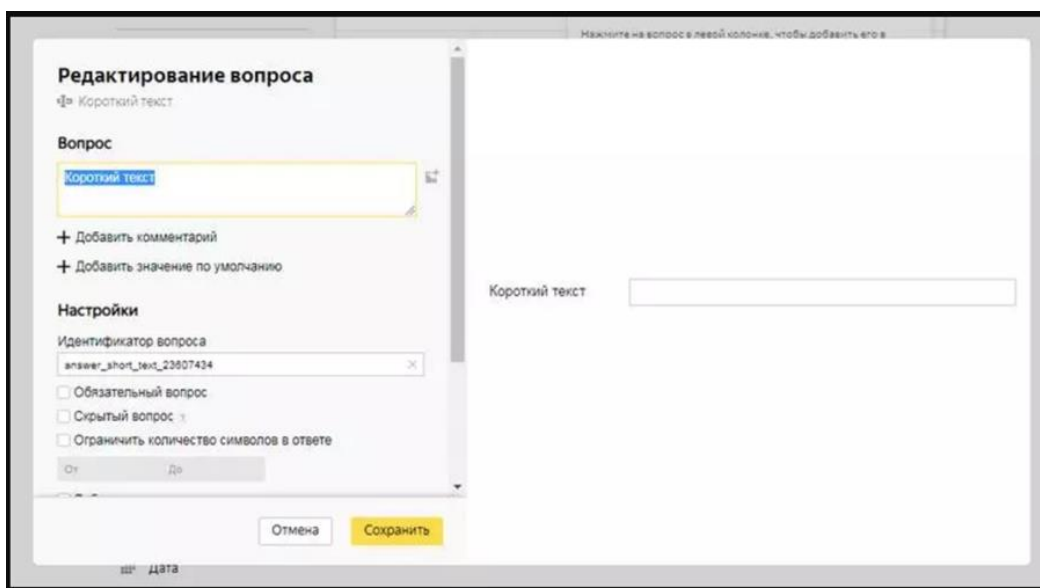 Нажмите на вопрос в левой колонке, чтобы добавить его в
Редактирование вопроса
Короткий текст
Вопрос
Короткий текст
+ Добавить комментарий
+ Добавить значение по умолчанию
Настройки
Идентификатор вопроса
answer_short_text_23607434
Обязательный вопрос
Скрытый вопрос
Ограничить количество символов в ответе
От До
Отмена Сохранить
Короткий текст
Дата